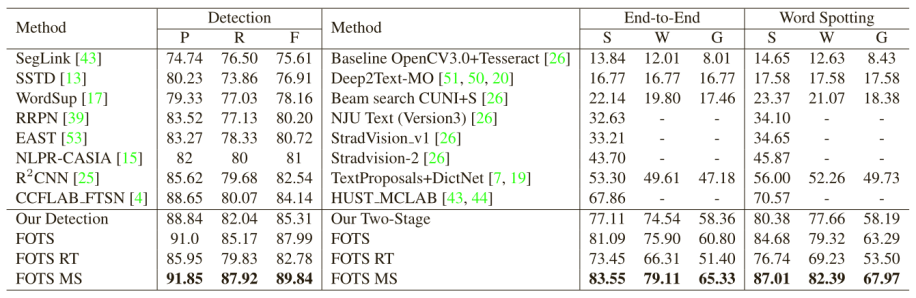 Method Detection Method End-to-End Word Spotting
P R F S W G S W G
SegLink [43] 74.74 76.50 75.61 Baseline OpenCV3.0+Tesseract [26] 13.84 12.01 8.01 14.65 12.63 8.43
SSTD [13] 80.23 73.86 76.91 Deep2Text-MO [51, 50, 20] 16.77 16.77 16.77 17.58 17.58 17.58
WordSup [17] 79.33 77.03 78.16 Beam search CUNI+S [26] 22.14 19.80 17.46 23.37 21.07 18.38
RRPN [39] 83.52 77.13 80.20 NJU Text (Version3) [26] 32.63 - - 34.10 - -
EAST [53] 83.27 78.33 80.72 StradVision_v1 [26] 33.21 - - 34.65 - -
NLPR-CASIA [15] 82 80 81 Stradvision-2 [26] 43.70 - - 45.87 - -
R²CNN [25] 85.62 79.68 82.54 TextProposals+DictNet [7, 19] 53.30 49.61 47.18 56.00 52.26 49.73
CCFLAB_FTSN [4] 88.65 80.07 84.14 HUST_MCLAB [43, 44] 67.86 - - 70.57 - -
Our Detection 88.84 82.04 85.31 Our Two-Stage 77.11 74.54 58.36 80.38 77.66 58.19
FOTS 91.0 85.17 87.99 FOTS 81.09 75.90 60.80 84.68 79.32 63.29
FOTS RT 85.95 79.83 82.78 FOTS RT 73.45 66.31 51.40 76.74 69.23 53.50
FOTS MS 91.85 87.92 89.84 FOTS MS 83.55 79.11 65.33 87.01 82.39 67.97